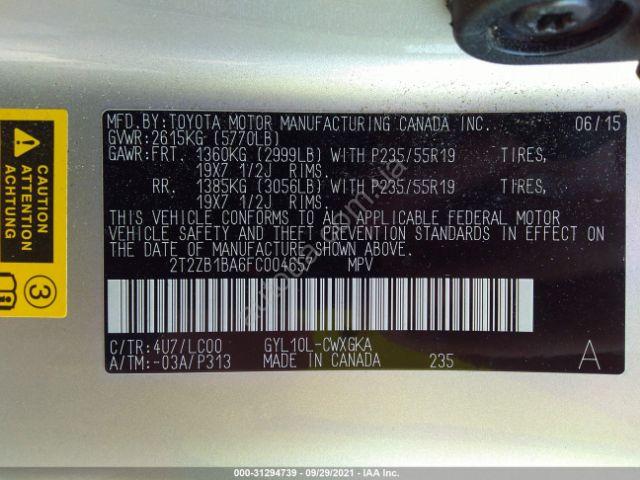 MFD.BY:TOYOTA MOTOR MANUFACTURING CANADA INC. 06/15
GVWR:2615KG (5770LB)
GAWR:FRT. 1360KG (2999LB) WITH P235/55R19 TIRES,
19X7 1/2J RIMS.
RR. 1385KG (3056LB) WITH P235/55R19 TIRES,
19X7 1/2J RIMS.
THIS VEHICLE CONFORMS TO ALL APPLICABLE FEDERAL MOTOR
VEHICLE SAFETY AND THEFT PREVENTION STANDARDS IN EFFECT ON
THE DATE OF MANUFACTURE SHOWN ABOVE.
2T2ZB1BA6FC004657 MPV
C/TR:4U7/LC00 GYL10L-CWXGKA
A/TM:-03A/P313 MADE IN CANADA 235 A
3
000-31294739 - 09/29/2021 - IAA Inc.